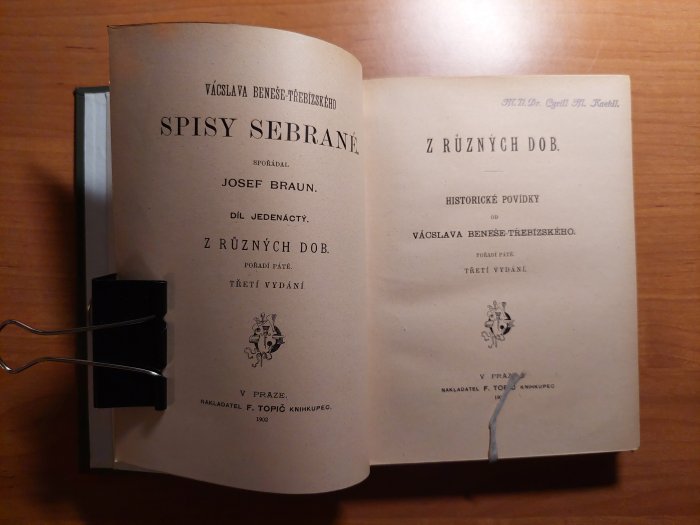 VÁCSLAVA BENEŠE-TŘEBÍZSKÉHO
SPISY SEBRANÉ.
SPOŘÁDAL
JOSEF BRAUN.
DÍL JEDENÁCTÝ.
Z RŮZNÝCH DOB.
POŘADÍ PÁTÉ.
TŘETÍ VYDÁNÍ.
V PRAZE.
NAKLADATEL F. TOPIČ KNIHKUPEC.
1902
M. U. Dr. Cyrill M. Kaehll.
Z RŮZNÝCH DOB.
HISTORICKÉ POVÍDKY
OD
VÁCSLAVA BENEŠE-TŘEBÍZSKÉHO.
POŘADÍ PÁTÉ.
TŘETÍ VYDÁNÍ.
V PRAZE.
NAKLADATEL F. TOPIČ KNIHKUPEC